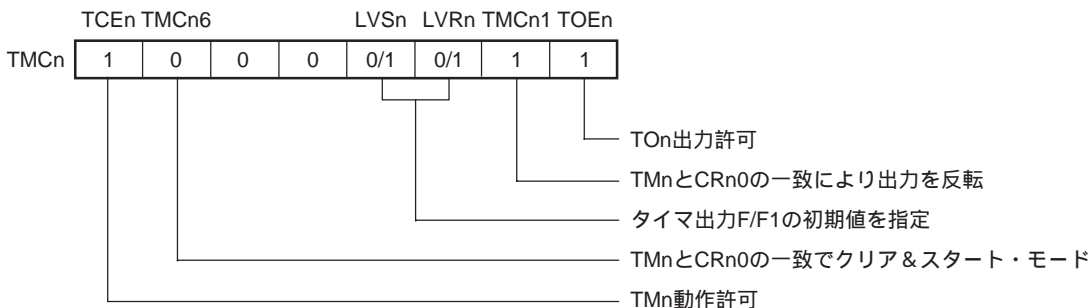 TCEn TMCn6 LVSn LVRn TMCn1 TOEn
TMCn 1 0 0 0 0/1 0/1 1 1
TOn出力許可
TMnとCRn0の一致により出力を反転
タイマ出力F/F1の初期値を指定
TMnとCRn0の一致でクリア＆スタート・モード
TMn動作許可